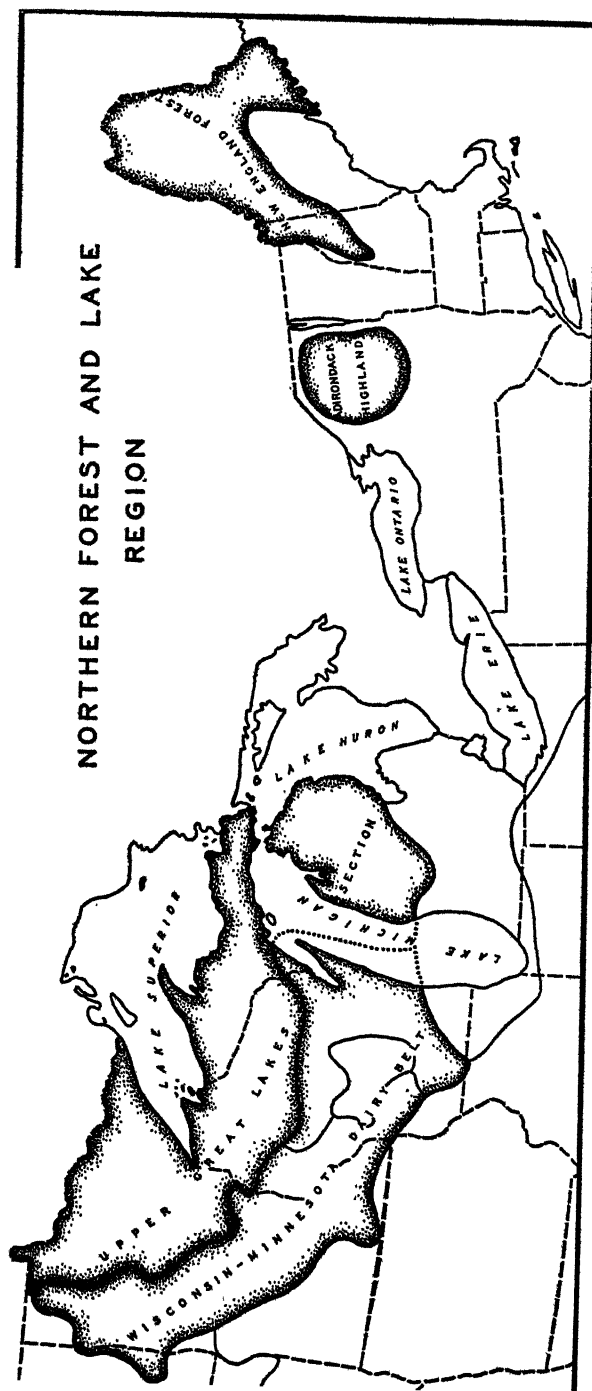 NORTHERN FOREST AND LAKE
REGION
NEW ENGLAND FOREST
ADIRONDACK
HIGHLAND
LAKE ONTARIO
LAKE ERIE
LAKE HURON
SECTION
LAKE MICHIGAN
LAKE SUPERIOR
UPPER GREAT LAKES
WISCONSIN-MINNESOTA DAIRY BELT